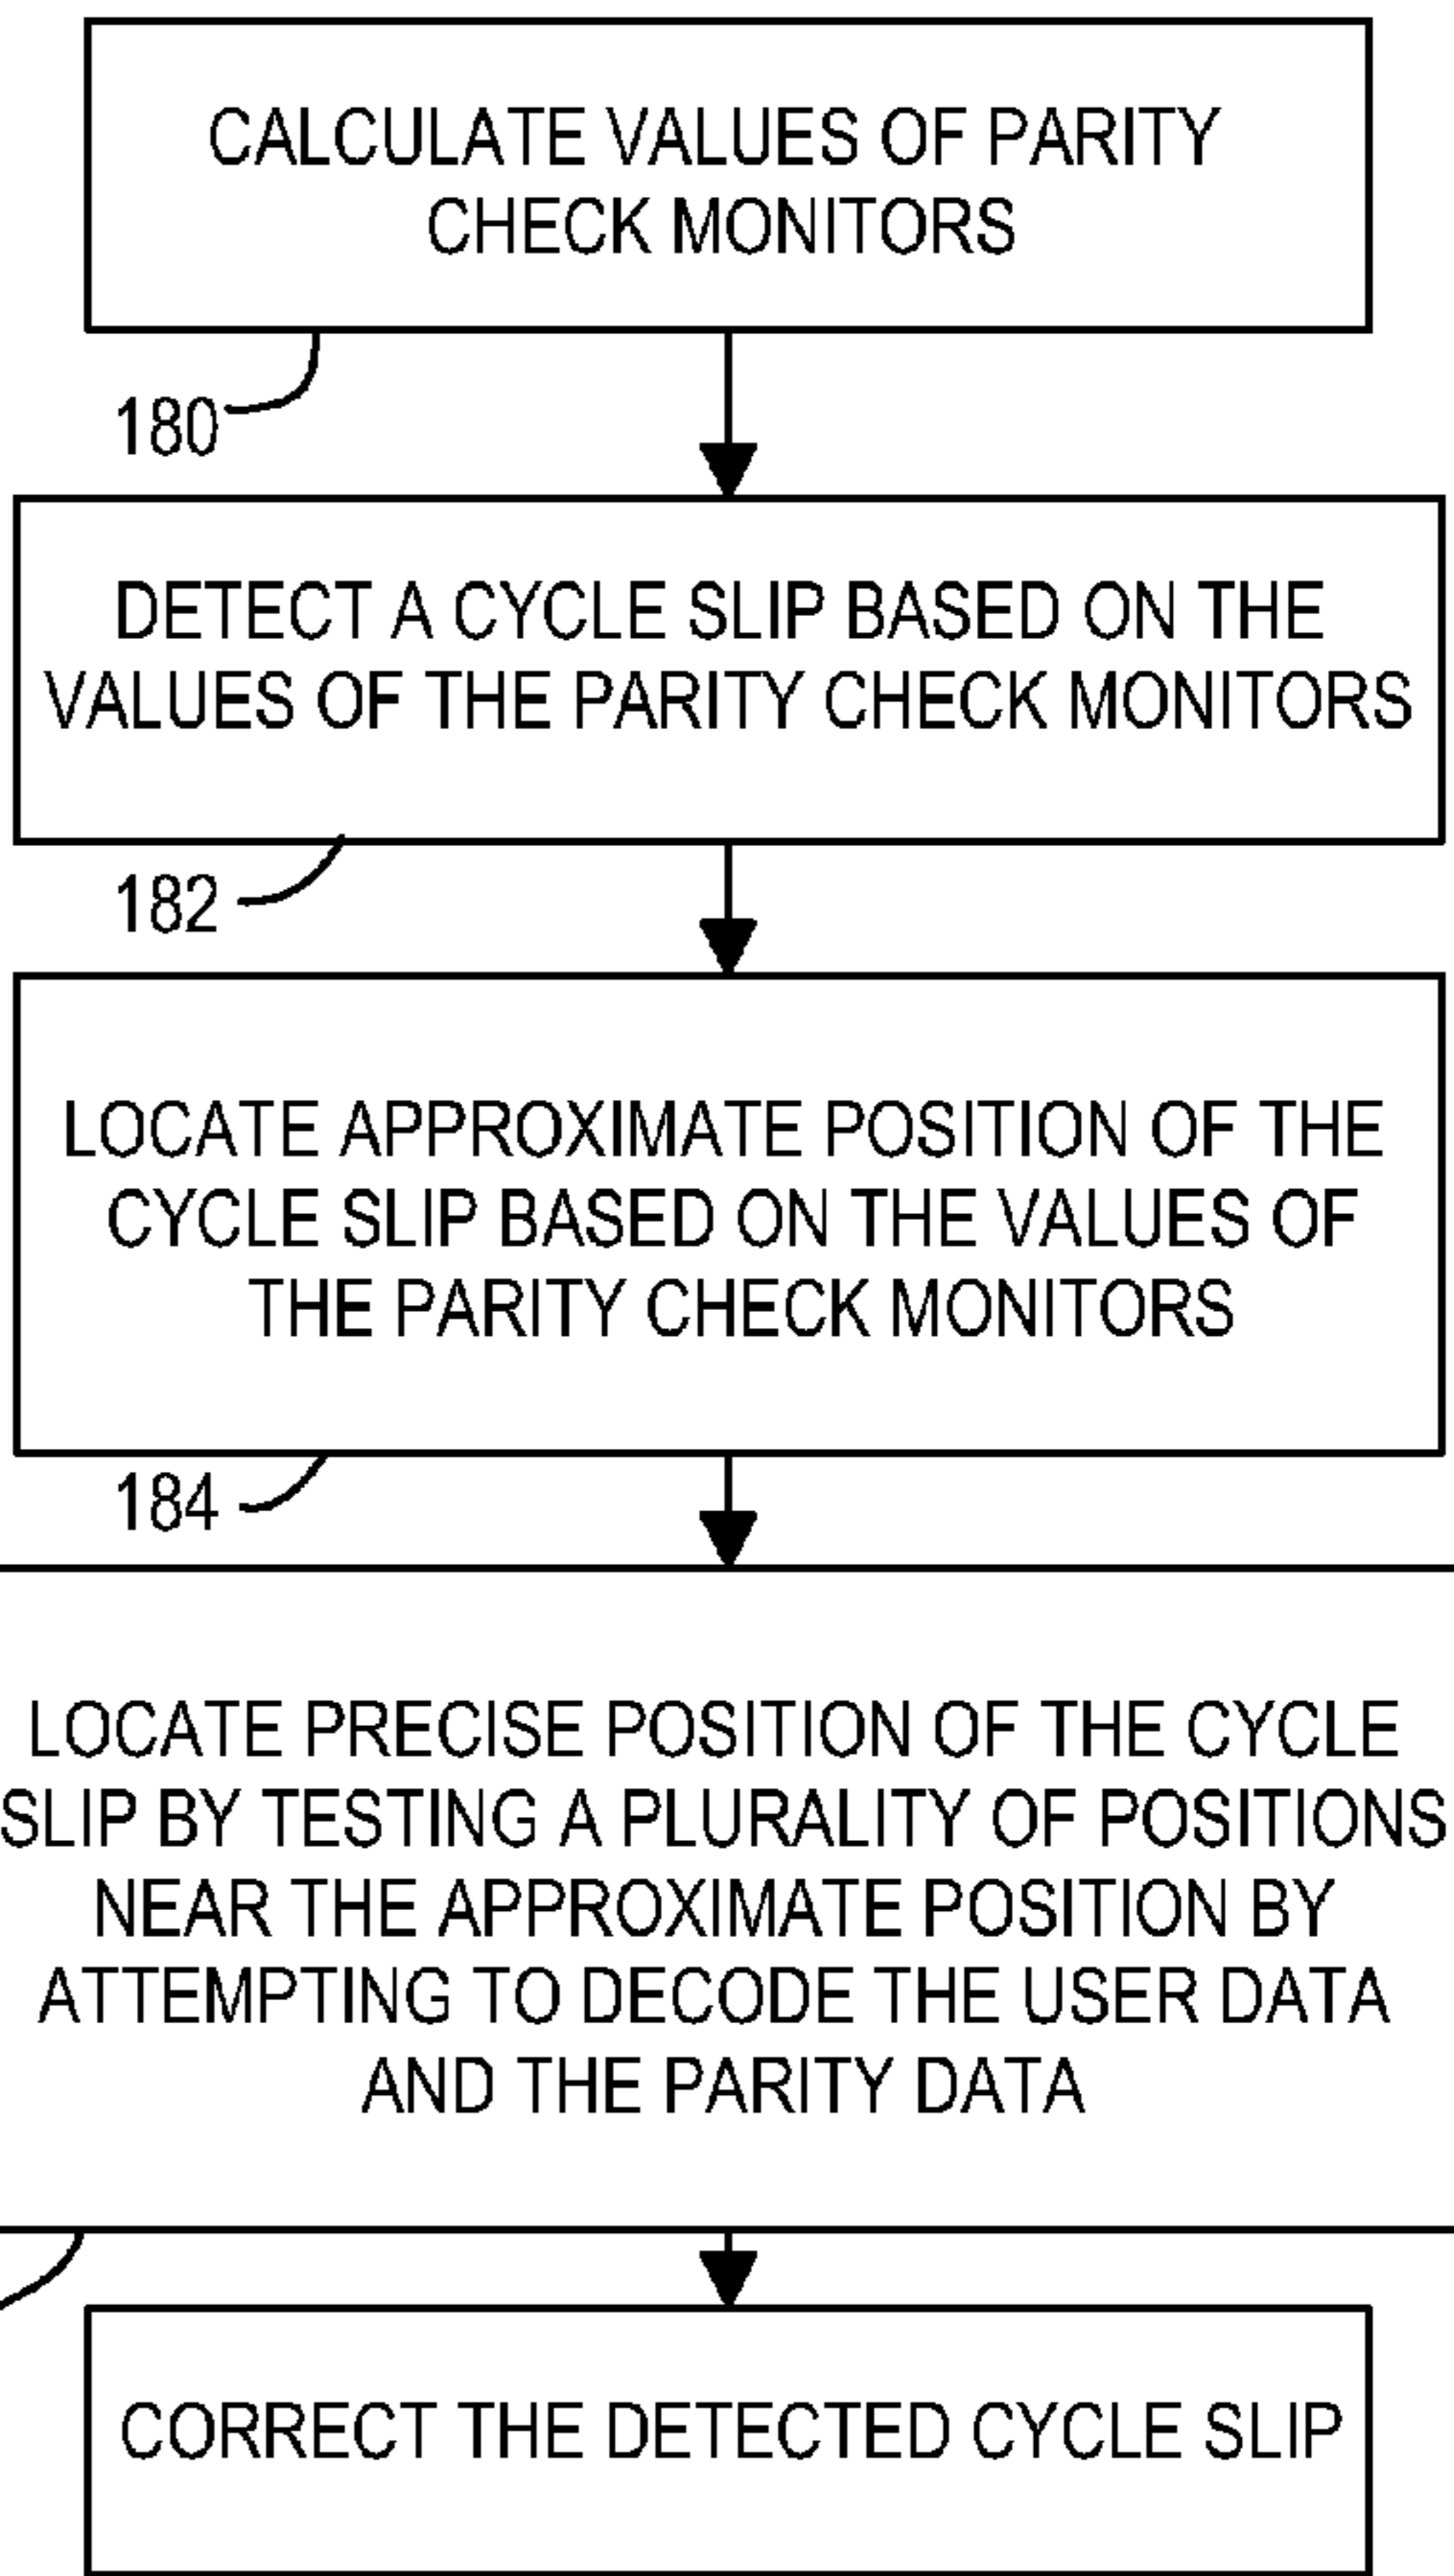 CALCULATE VALUES OF PARITY
CHECK MONITORS
180
DETECT A CYCLE SLIP BASED ON THE
VALUES OF THE PARITY CHECK MONITORS
182
LOCATE APPROXIMATE POSITION OF THE
CYCLE SLIP BASED ON THE VALUES OF
THE PARITY CHECK MONITORS
184
LOCATE PRECISE POSITION OF THE CYCLE
SLIP BY TESTING A PLURALITY OF POSITIONS
NEAR THE APPROXIMATE POSITION BY
ATTEMPTING TO DECODE THE USER DATA
AND THE PARITY DATA
CORRECT THE DETECTED CYCLE SLIP